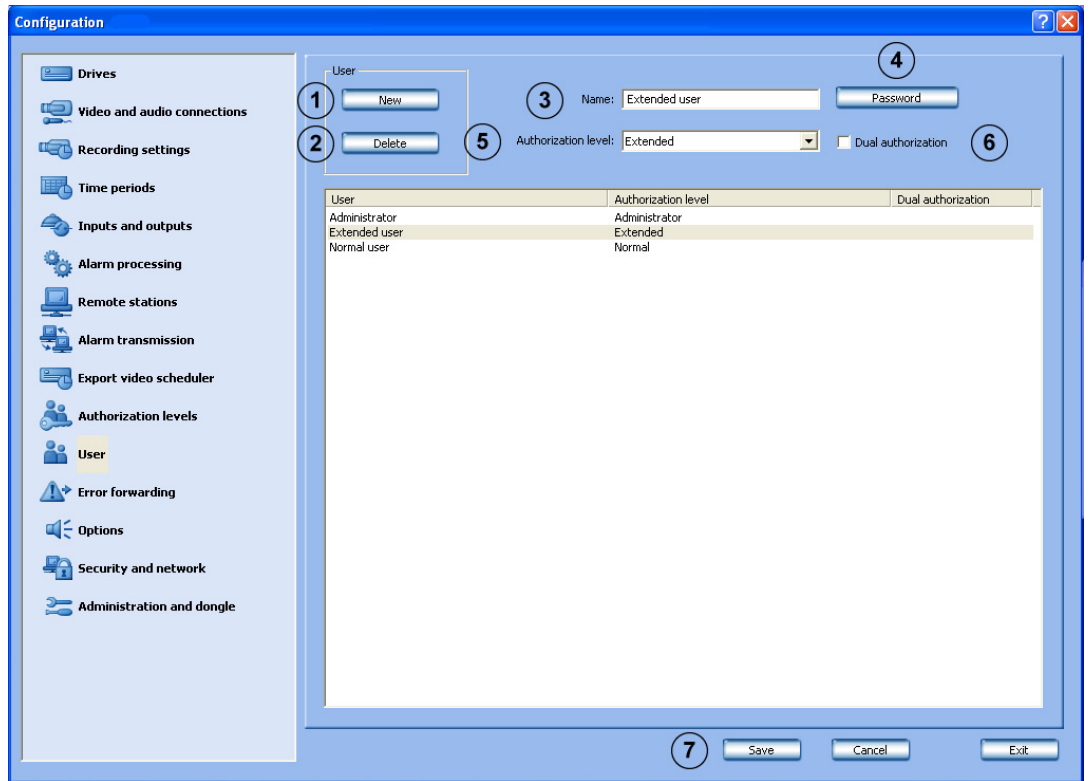 Configuration
?
X
Drives
Video and audio connections
Recording settings
Time periods
Inputs and outputs
Alarm processing
Remote stations
Alarm transmission
Export video scheduler
Authorization levels
User
Error forwarding
Options
Security and network
Administration and dongle
User
1 New
2 Delete
3 Name: Extended user
4
Password
5 Authorization level: Extended
Dual authorization 6
User Authorization level Dual authorization
Administrator Administrator
Extended user Extended
Normal user Normal
7 Save Cancel Exit